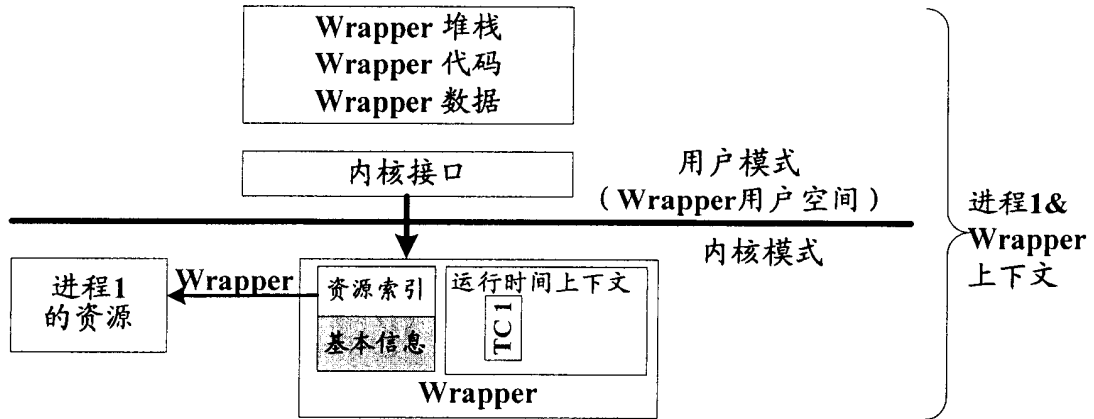 Wrapper 堆栈
Wrapper 代码
Wrapper 数据
内核接口
用户模式
（Wrapper用户空间）
内核模式
进程1&
Wrapper
上下文
进程1
的资源
Wrapper
资源索引
基本信息
运行时间上下文
TC 1
Wrapper